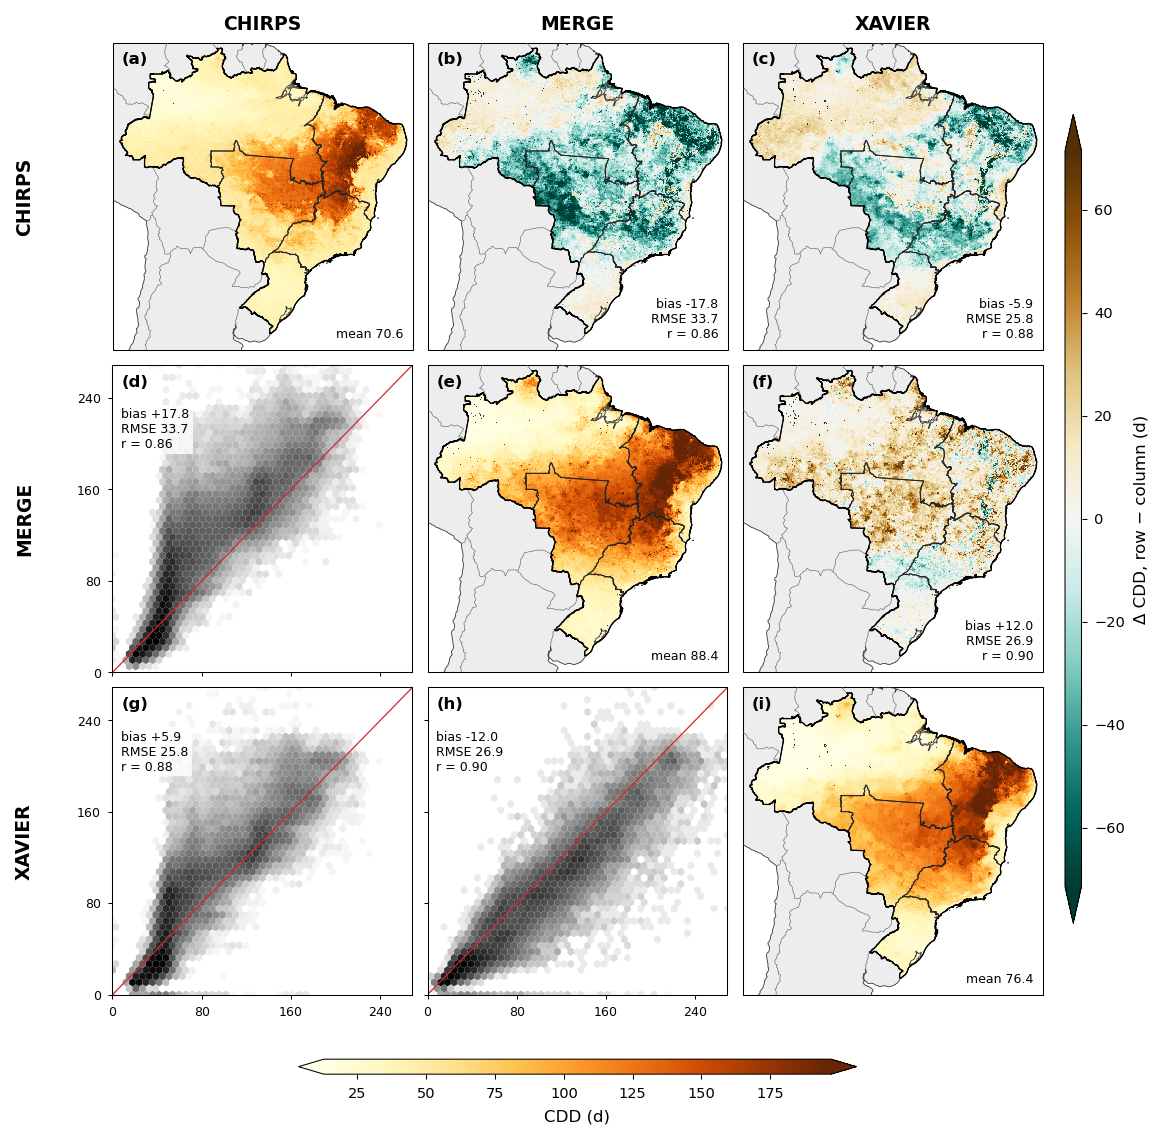 CHIRPS MERGE XAVIER
CHIRPS
(a)
mean 70.6
(b)
bias -17.8
RMSE 33.7
r = 0.86
(c)
bias -5.9
RMSE 25.8
r = 0.88
MERGE
(d)
bias +17.8
RMSE 33.7
r = 0.86
240
160
80
0
(e)
mean 88.4
(f)
bias +12.0
RMSE 26.9
r = 0.90
XAVIER
(g)
bias +5.9
RMSE 25.8
r = 0.88
240
160
80
0
0 80 160 240
(h)
bias -12.0
RMSE 26.9
r = 0.90
0 80 160 240
(i)
mean 76.4
60
40
20
0
−20
−40
−60
Δ CDD, row − column (d)
25 50 75 100 125 150 175
CDD (d)